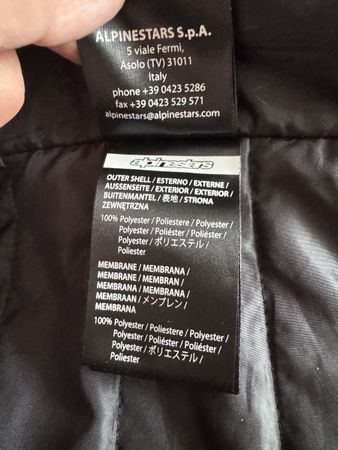 ALPINESTARS S.p.A.
5 viale Fermi,
Asolo (TV) 31011
Italy
phone +39 0423 5286
fax +39 0423 529 571
alpinestars@alpinestars.com
alpinestars
OUTER SHELL / ESTERNO / EXTERNE /
AUSSENSEITE / EXTERIOR / EXTERIOR /
BUITENMANTEL / 表地 / STRONA
ZEWNĘTRZNA
100% Polyester / Poliestere / Polyester /
Polyester / Poliéster / Poliéster /
Polyester / ポリエステル /
Poliester
MEMBRANE / MEMBRANA /
MEMBRANE / MEMBRAN /
MEMBRANA / MEMBRANA /
MEMBRAAN / メンブレン /
MEMBRANA
100% Polyester / Poliestere / Polyester /
Polyester / Poliéster / Poliéster /
Polyester / ポリエステル /
Poliester